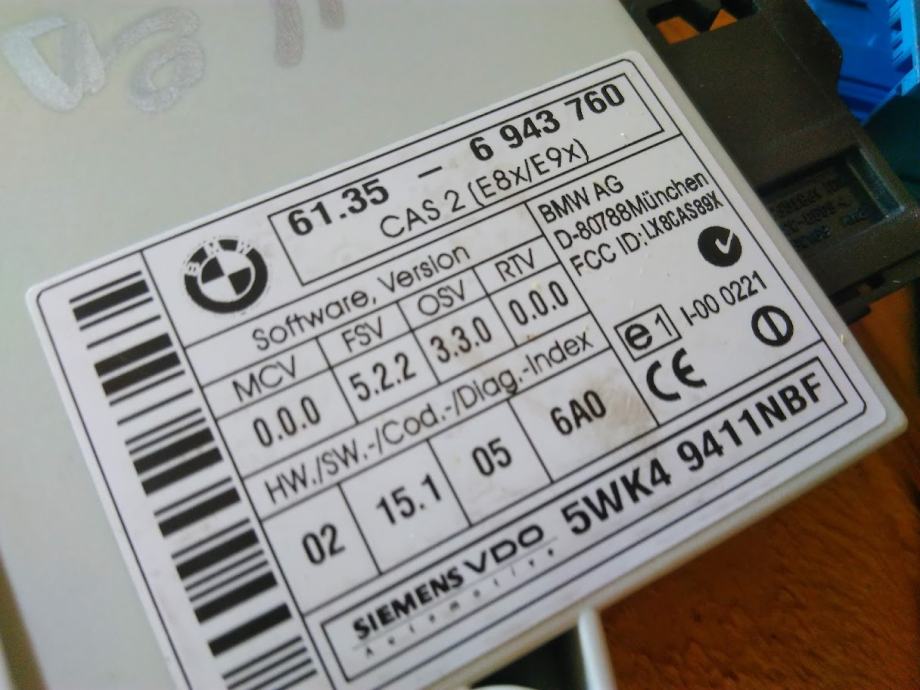 61.35 - 6 943 760
CAS 2 (E8x/E9x)
BMW
Software, Version
MCV FSV OSV RTV
0.0.0 5.2.2 3.3.0 0.0.0
HW./SW.-/Cod.-/Diag.-Index
02 15.1 05 6A0
BMW AG
D-80788München
FCC ID:LX8CAS89X
e1 I-00 0221
CE
SIEMENS VDO
Automotive
5WK4 9411NBF